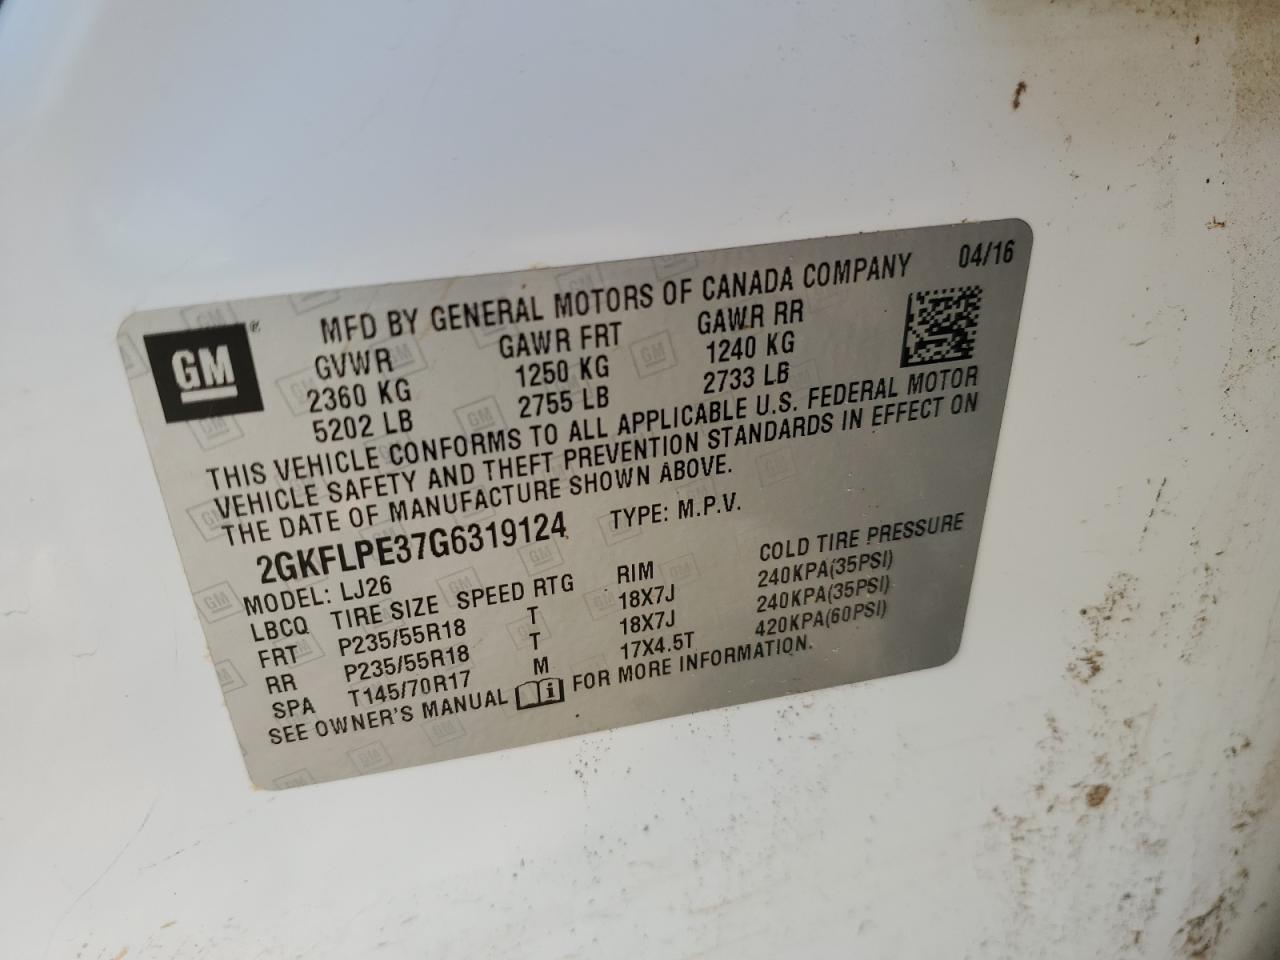 04/16
GM ®
MFD BY GENERAL MOTORS OF CANADA COMPANY
GVWR GAWR FRT GAWR RR
2360 KG 1250 KG 1240 KG
5202 LB 2755 LB 2733 LB
THIS VEHICLE CONFORMS TO ALL APPLICABLE U.S. FEDERAL MOTOR
VEHICLE SAFETY AND THEFT PREVENTION STANDARDS IN EFFECT ON
THE DATE OF MANUFACTURE SHOWN ABOVE.
2GKFLPE37G6319124 TYPE: M.P.V.
MODEL: LJ26
LBCQ TIRE SIZE SPEED RTG RIM COLD TIRE PRESSURE
FRT P235/55R18 T 18X7J 240KPA(35PSI)
RR P235/55R18 T 18X7J 240KPA(35PSI)
SPA T145/70R17 M 17X4.5T 420KPA(60PSI)
SEE OWNER'S MANUAL i FOR MORE INFORMATION.